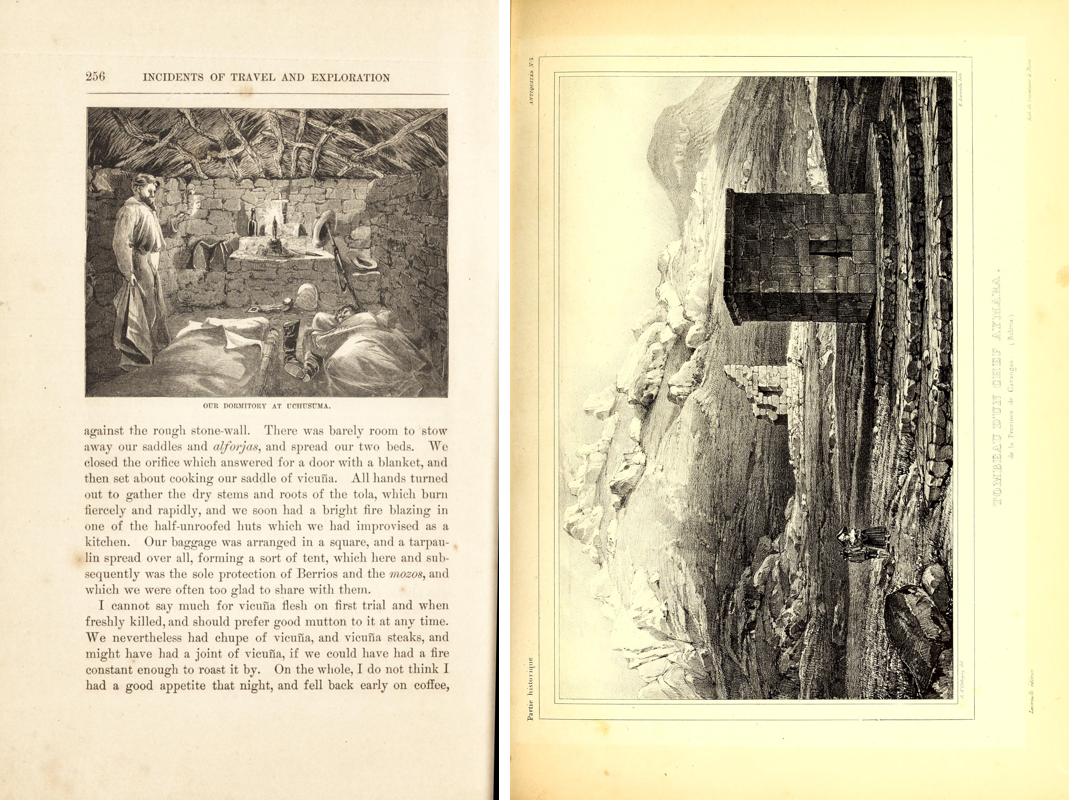 256 INCIDENTS OF TRAVEL AND EXPLORATION
OUR DORMITORY AT UCHUSUMA.
against the rough stone-wall. There was barely room to stow
away our saddles and alforjas, and spread our two beds. We
closed the orifice which answered for a door with a blanket, and
then set about cooking our saddle of vicuña. All hands turned
out to gather the dry stems and roots of the tola, which burn
fiercely and rapidly, and we soon had a bright fire blazing in
one of the half-unroofed huts which we had improvised as a
kitchen. Our baggage was arranged in a square, and a tarpau-
lin spread over all, forming a sort of tent, which here and sub-
sequently was the sole protection of Berrios and the mozos, and
which we were often too glad to share with them.
I cannot say much for vicuña flesh on first trial and when
freshly killed, and should prefer good mutton to it at any time.
We nevertheless had chupe of vicuña, and vicuña steaks, and
might have had a joint of vicuña, if we could have had a fire
constant enough to roast it by. On the whole, I do not think I
had a good appetite that night, and fell back early on coffee,
Partie historique
ANTIQUITÉS Nº 5
TOMBEAU D'UN CHEF AYMARA.
de la Province de Carangas (Bolivia)